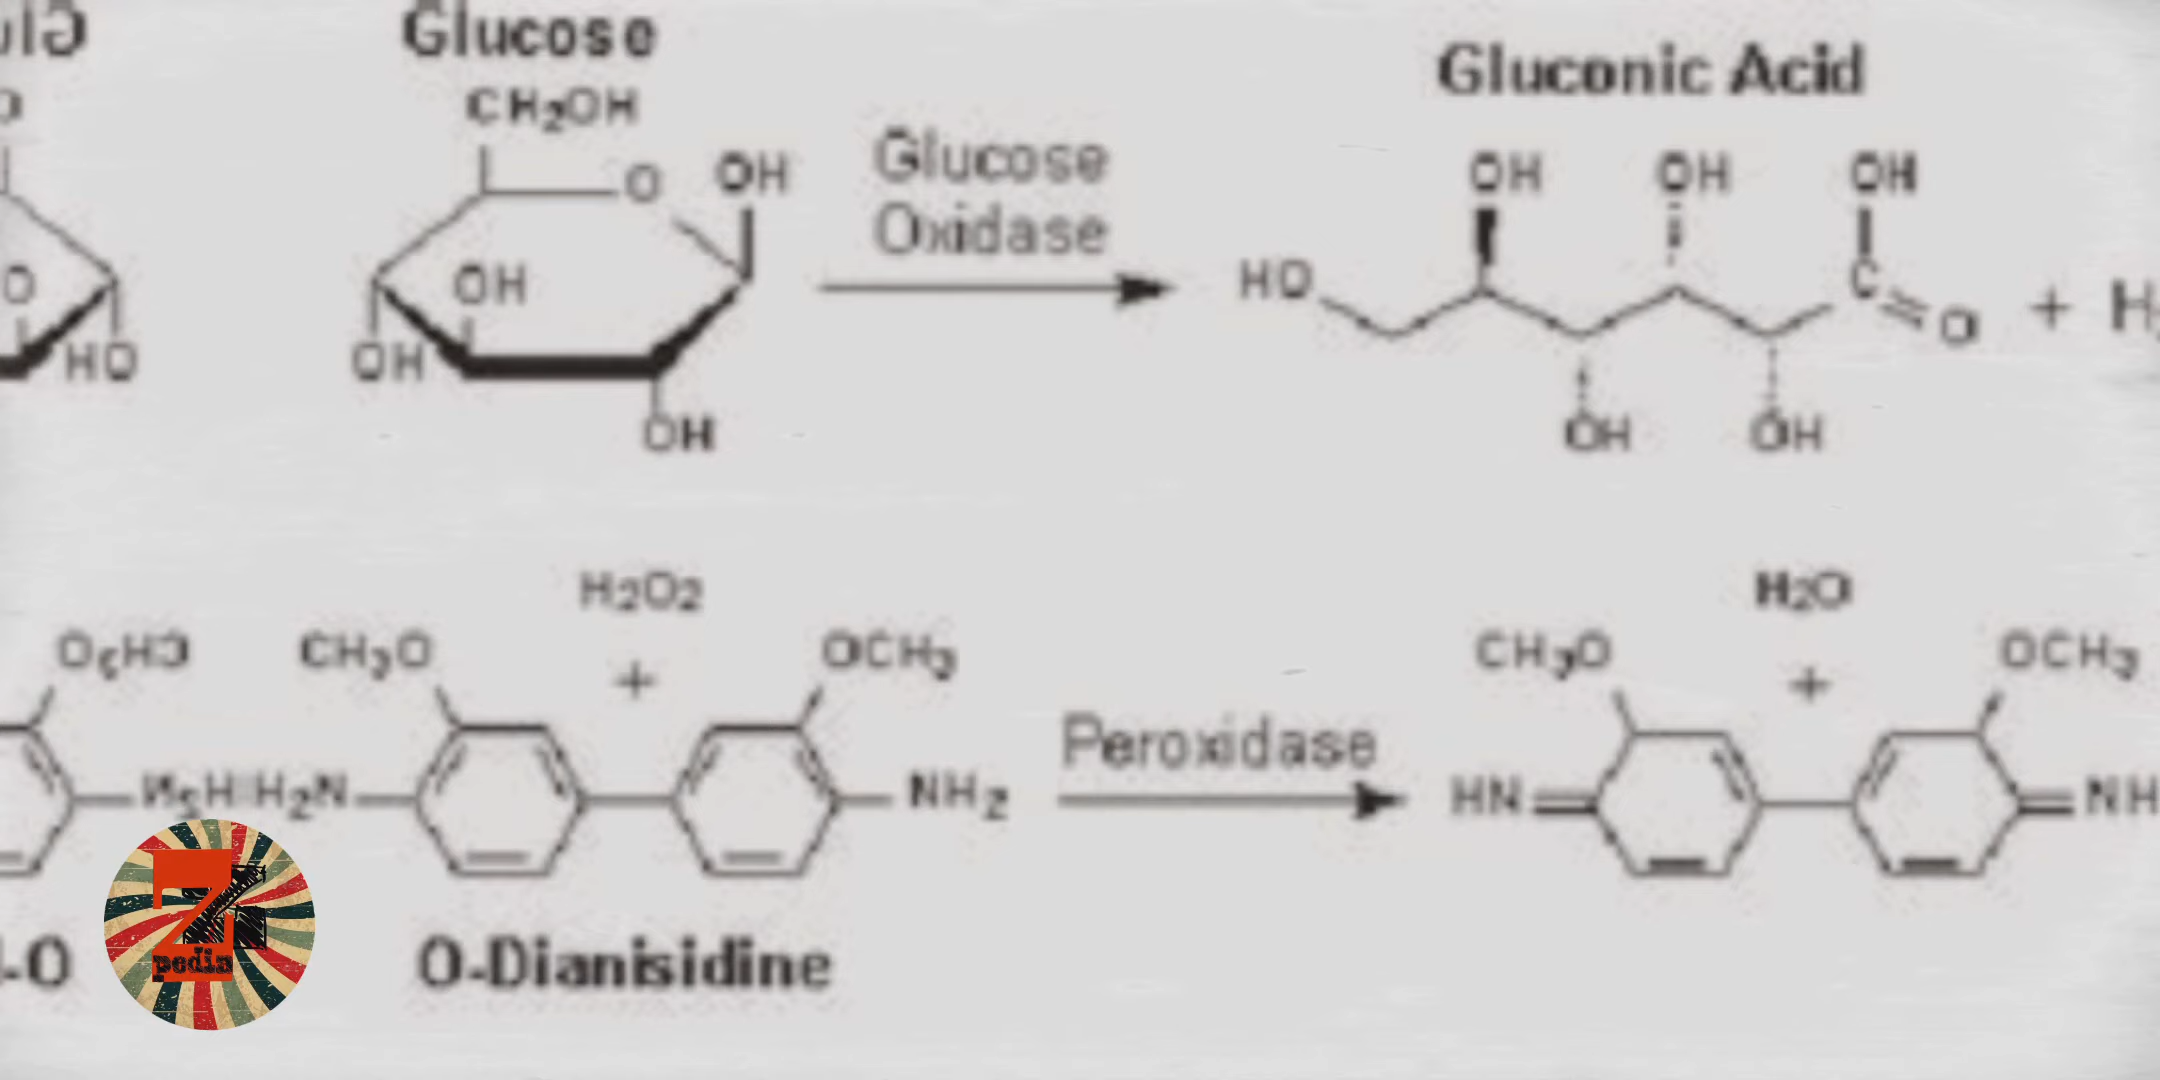 Glucose
Gluconic Acid
CH2OH
O
OH
Glucose
Oxidase
OH
OH
OH
OH
OH
OH
HO
C
O
+
OH
OH
OH
H2O2
H2O
CH3O
+
OCH3
CH3O
+
OCH3
Peroxidase
H2N
NH2
HN
NH
O-Dianisidine
Z
pedia